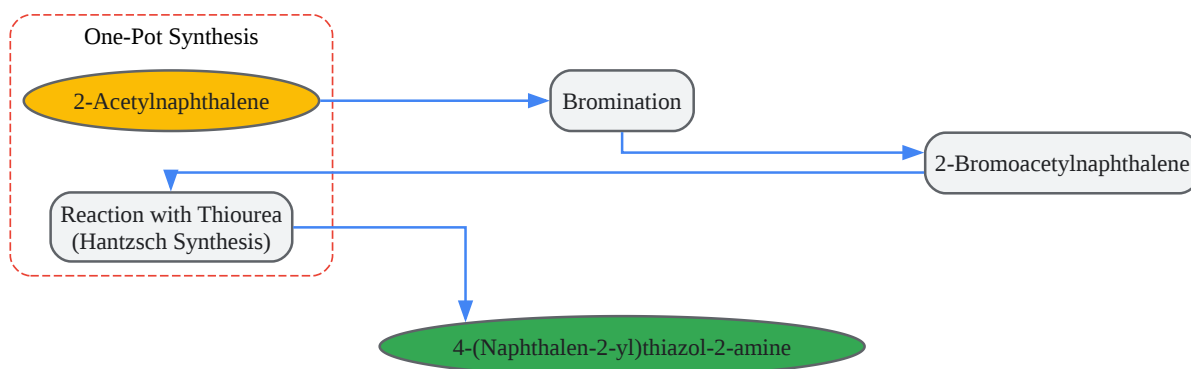 One-Pot Synthesis
2-Acetylnaphthalene
Bromination
2-Bromoacetylnaphthalene
Reaction with Thiourea
(Hantzsch Synthesis)
4-(Naphthalen-2-yl)thiazol-2-amine